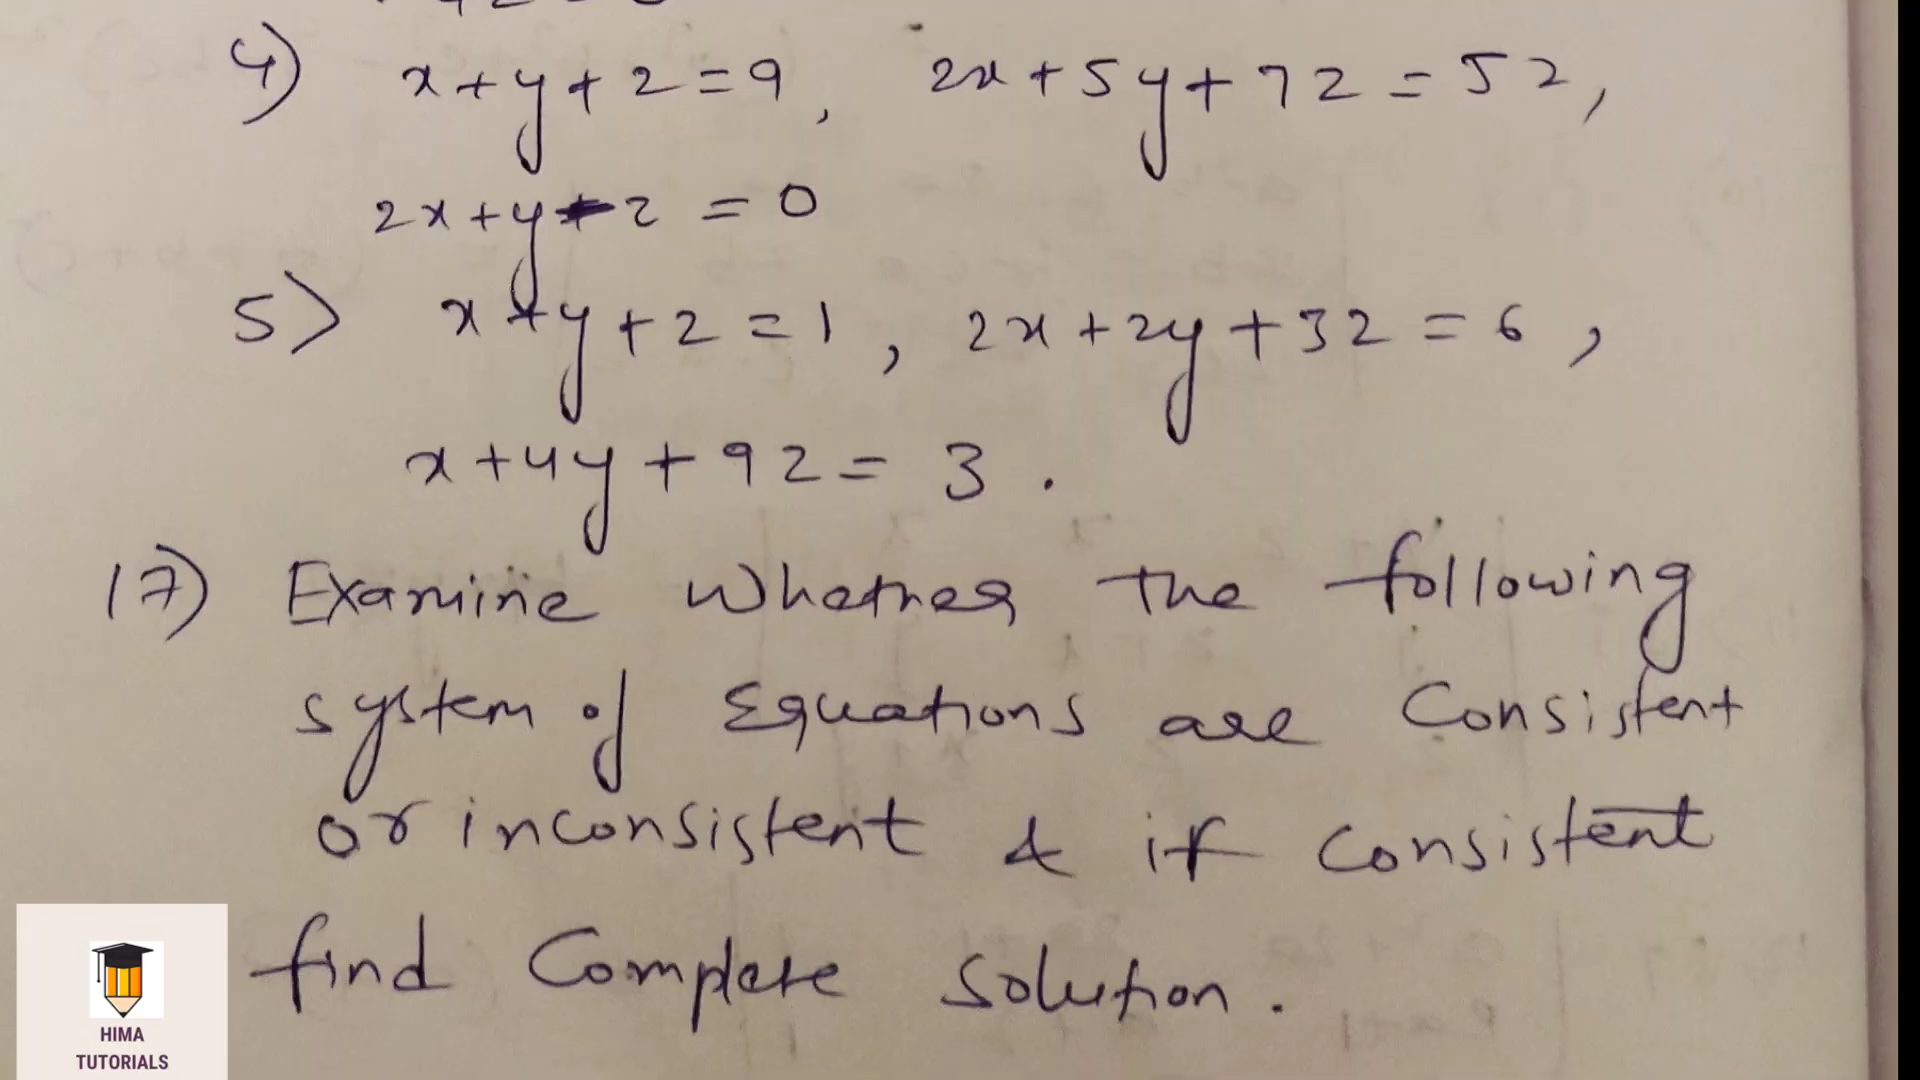 4) x+y+z=9, 2x+5y+7z=52,
2x+y-z=0
5) x+y+z=1, 2x+2y+3z=6,
x+4y+9z=3.
17) Examine whether the following
system of Equations are Consistent
or inconsistent & if consistent
find Complete solution.
HIMA
TUTORIALS